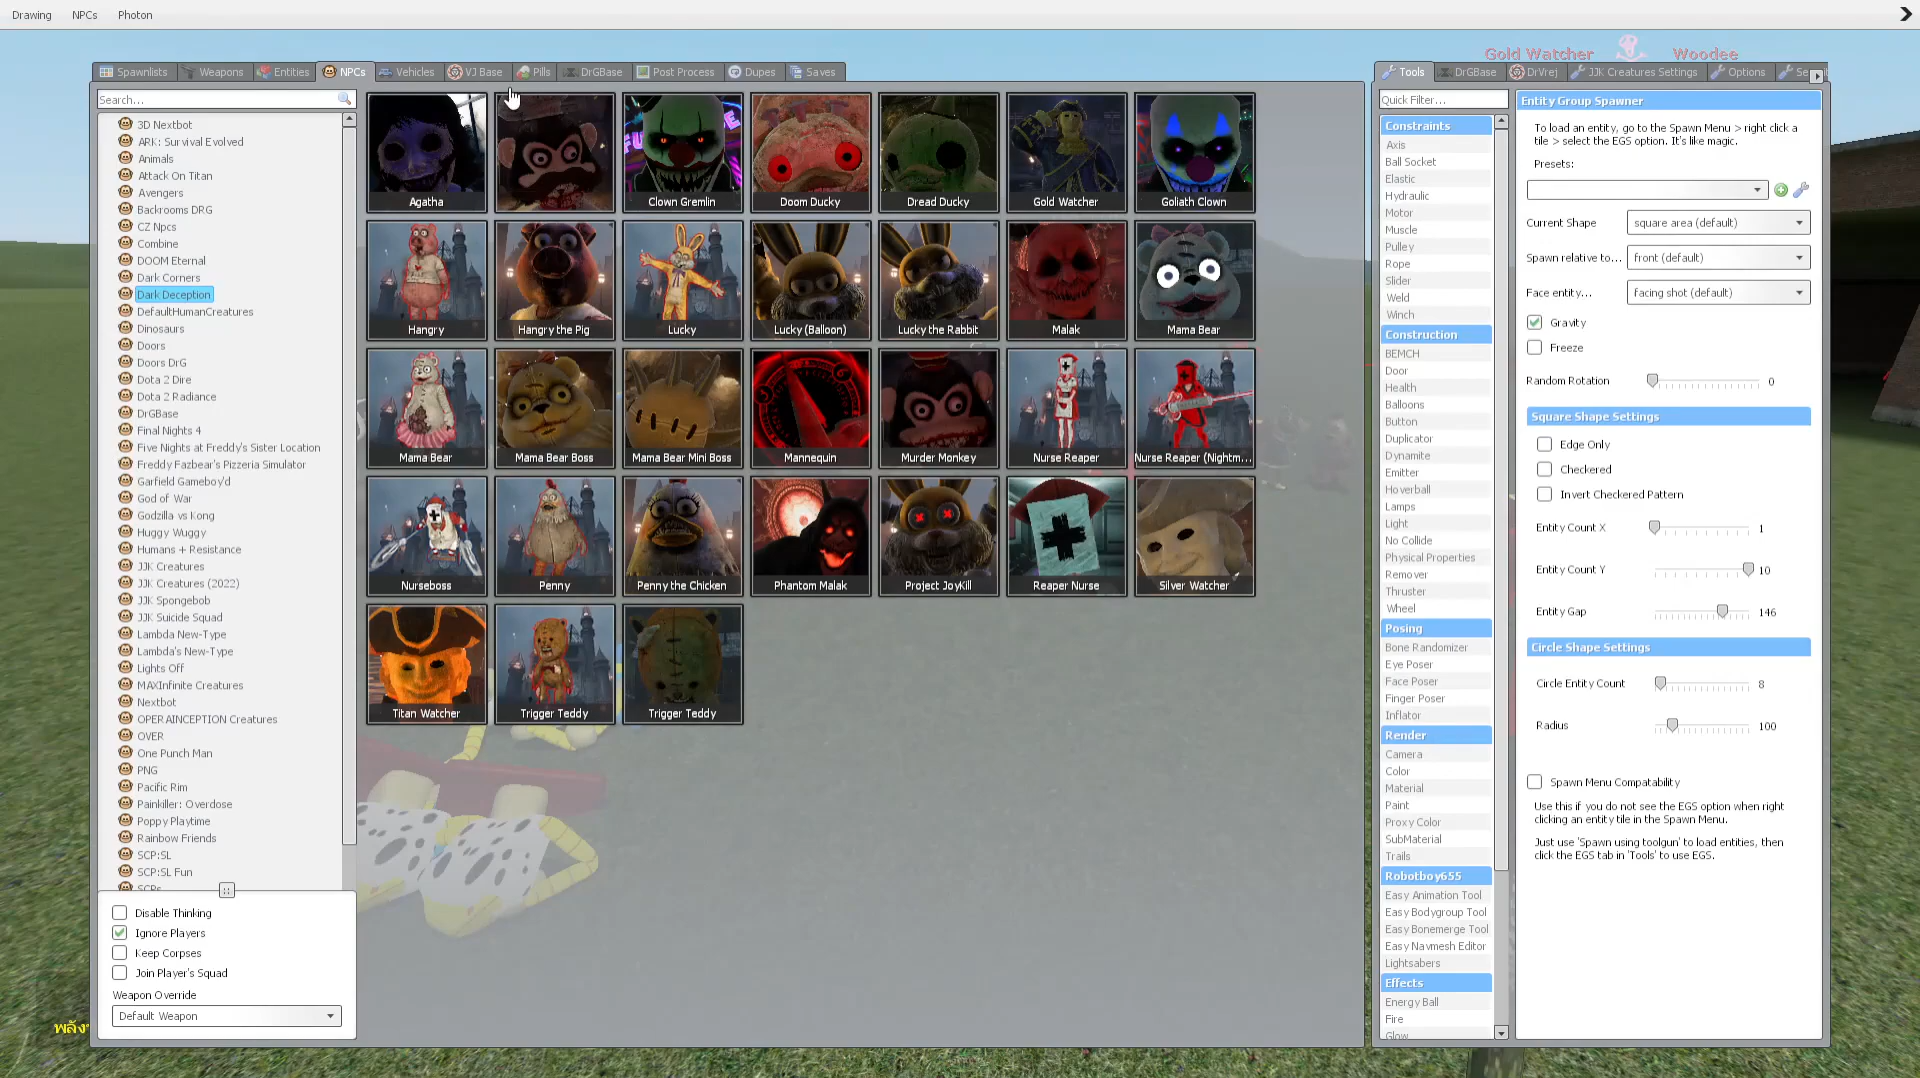 Drawing NPCs Photon
Gold Watcher Woodee
Spawnlists Weapons Entities NPCs Vehicles VJ Base Pills DrGBase Post Process Dupes Saves
Search...
3D Nextbot
ARK: Survival Evolved
Animals
Attack On Titan
Avengers
Backrooms DRG
CZ Npcs
Combine
DOOM Eternal
Dark Corners
Dark Deception
DefaultHumanCreatures
Dinosaurs
Doors
Doors DrG
Dota 2 Dire
Dota 2 Radiance
DrGBase
Final Nights 4
Five Nights at Freddy's Sister Location
Freddy Fazbear's Pizzeria Simulator
Garfield Gameboy'd
God of War
Godzilla vs Kong
Huggy Wuggy
Humans + Resistance
JJK Creatures
JJK Creatures (2022)
JJK Spongebob
JJK Suicide Squad
Lambda New-Type
Lambda's New-Type
Lights Off
MAXInfinite Creatures
Nextbot
OPERAINCEPTION Creatures
OVER
One Punch Man
PNG
Pacific Rim
Painkiller: Overdose
Poppy Playtime
Rainbow Friends
SCP:SL
SCP:SL Fun
SCPs
Disable Thinking
Ignore Players
Keep Corpses
Join Player's Squad
Weapon Override
Default Weapon
Agatha
Clown Gremlin
Doom Ducky
Dread Ducky
Gold Watcher
Goliath Clown
Hangry
Hangry the Pig
Lucky
Lucky (Balloon)
Lucky the Rabbit
Malak
Mama Bear
Mama Bear
Mama Bear Boss
Mama Bear Mini Boss
Mannequin
Murder Monkey
Nurse Reaper
Nurse Reaper (Nightm...
Nurseboss
Penny
Penny the Chicken
Phantom Malak
Project JoyKill
Reaper Nurse
Silver Watcher
Titan Watcher
Trigger Teddy
Trigger Teddy
Tools DrGBase DrVrej JJK Creatures Settings Options
Quick Filter...
Constraints
Axis
Ball Socket
Elastic
Hydraulic
Motor
Muscle
Pulley
Rope
Slider
Weld
Winch
Construction
BEMCH
Door
Health
Balloons
Button
Duplicator
Dynamite
Emitter
Hoverball
Lamps
Light
No Collide
Physical Properties
Remover
Thruster
Wheel
Posing
Bone Randomizer
Eye Poser
Face Poser
Finger Poser
Inflator
Render
Camera
Color
Material
Paint
Proxy Color
SubMaterial
Trails
Robotboy655
Easy Animation Tool
Easy Bodygroup Tool
Easy Bonemerge Tool
Easy Navmesh Editor
Lightsabers
Effects
Energy Ball
Fire
Glow
Entity Group Spawner
To load an entity, go to the Spawn Menu > right click a
tile > select the EGS option. It's like magic.
Presets:
Current Shape square area (default)
Spawn relative to... front (default)
Face entity... facing shot (default)
Gravity
Freeze
Random Rotation 0
Square Shape Settings
Edge Only
Checkered
Invert Checkered Pattern
Entity Count X 1
Entity Count Y 10
Entity Gap 146
Circle Shape Settings
Circle Entity Count 8
Radius 100
Spawn Menu Compatability
Use this if you do not see the EGS option when right
clicking an entity tile in the Spawn Menu.
Just use 'Spawn using toolgun' to load entities, then
click the EGS tab in 'Tools' to use EGS.